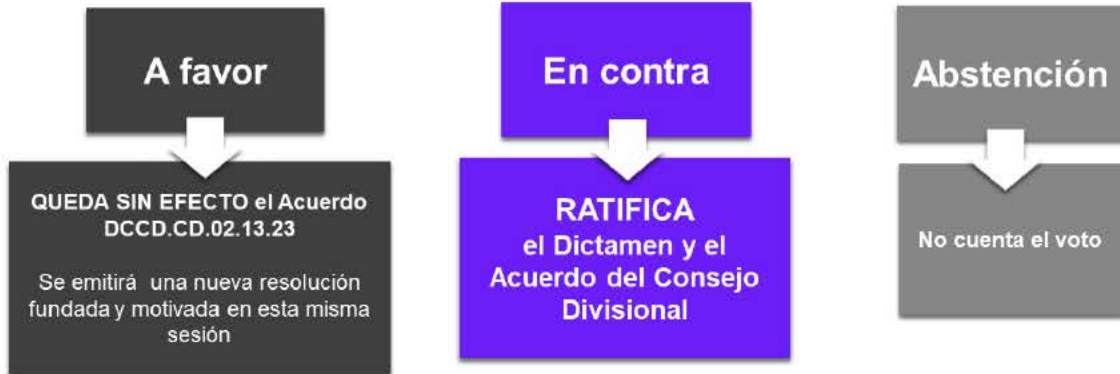 A favor
QUEDA SIN EFECTO el Acuerdo
DCCD.CD.02.13.23
Se emitirá una nueva resolución
fundada y motivada en esta misma
sesión
En contra
RATIFICA
el Dictamen y el
Acuerdo del Consejo
Divisional
Abstención
No cuenta el voto